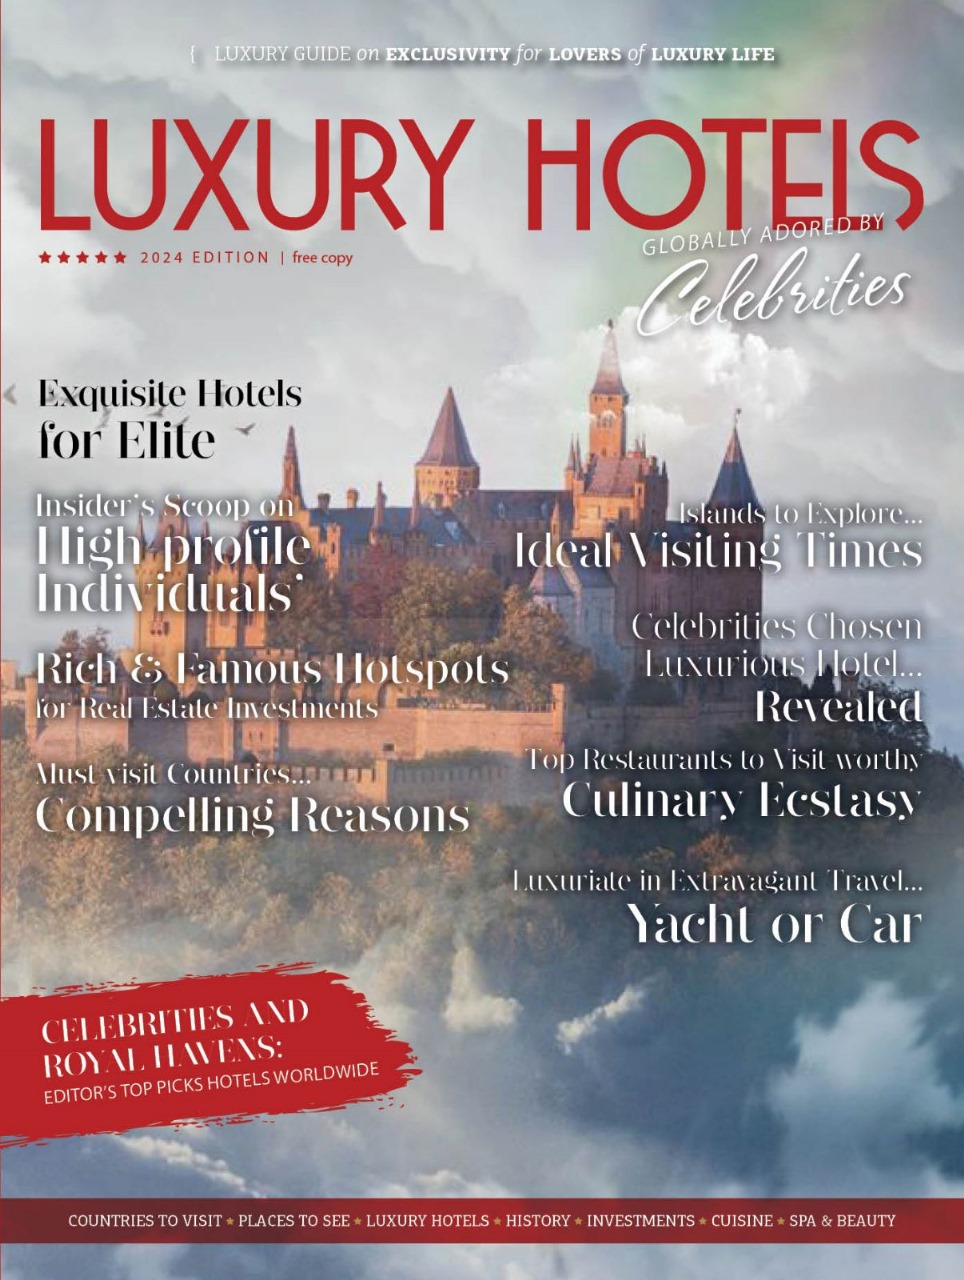 { LUXURY GUIDE on EXCLUSIVITY for LOVERS of LUXURY LIFE
LUXURY HOTELS
GLOBALLY ADORED BY
Celebrities
★★★★★ 2024 EDITION | free copy
Exquisite Hotels
for Elite
Insider's Scoop on
High-profile
Individuals'
Rich & Famous Hotspots
for Real Estate Investments
Must-visit Countries...
Compelling Reasons
Islands to Explore...
Ideal Visiting Times
Celebrities Chosen
Luxurious Hotel...
Revealed
Top Restaurants to Visit-worthy
Culinary Ecstasy
Luxuriate in Extravagant Travel...
Yacht or Car
CELEBRITIES AND
ROYAL HAVENS:
EDITOR'S TOP PICKS HOTELS WORLDWIDE
COUNTRIES TO VISIT ★ PLACES TO SEE ★ LUXURY HOTELS ★ HISTORY ★ INVESTMENTS ★ CUISINE ★ SPA & BEAUTY